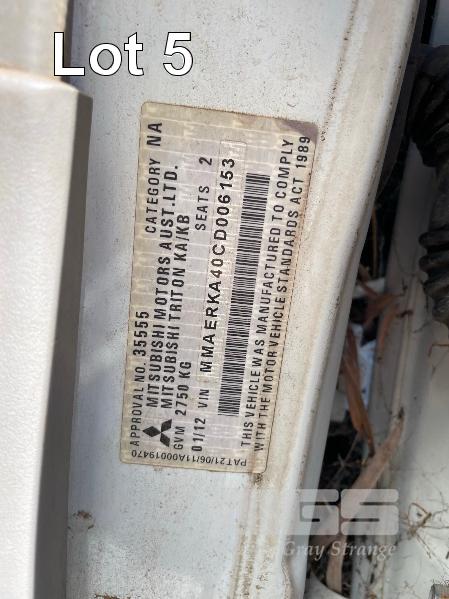 Lot 5
APPROVAL NO. 35555 CATEGORY NA
MITSUBISHI MOTORS AUST.LTD.
MITSUBISHI TRITON KA/KB
GVM 2750 KG SEATS 2
01/12 VIN MMAERKA40CD006153
THIS VEHICLE WAS MANUFACTURED TO COMPLY
WITH THE MOTOR VEHICLE STANDARDS ACT 1989
PAT21/06/11A00019470
GS
Gray Strange